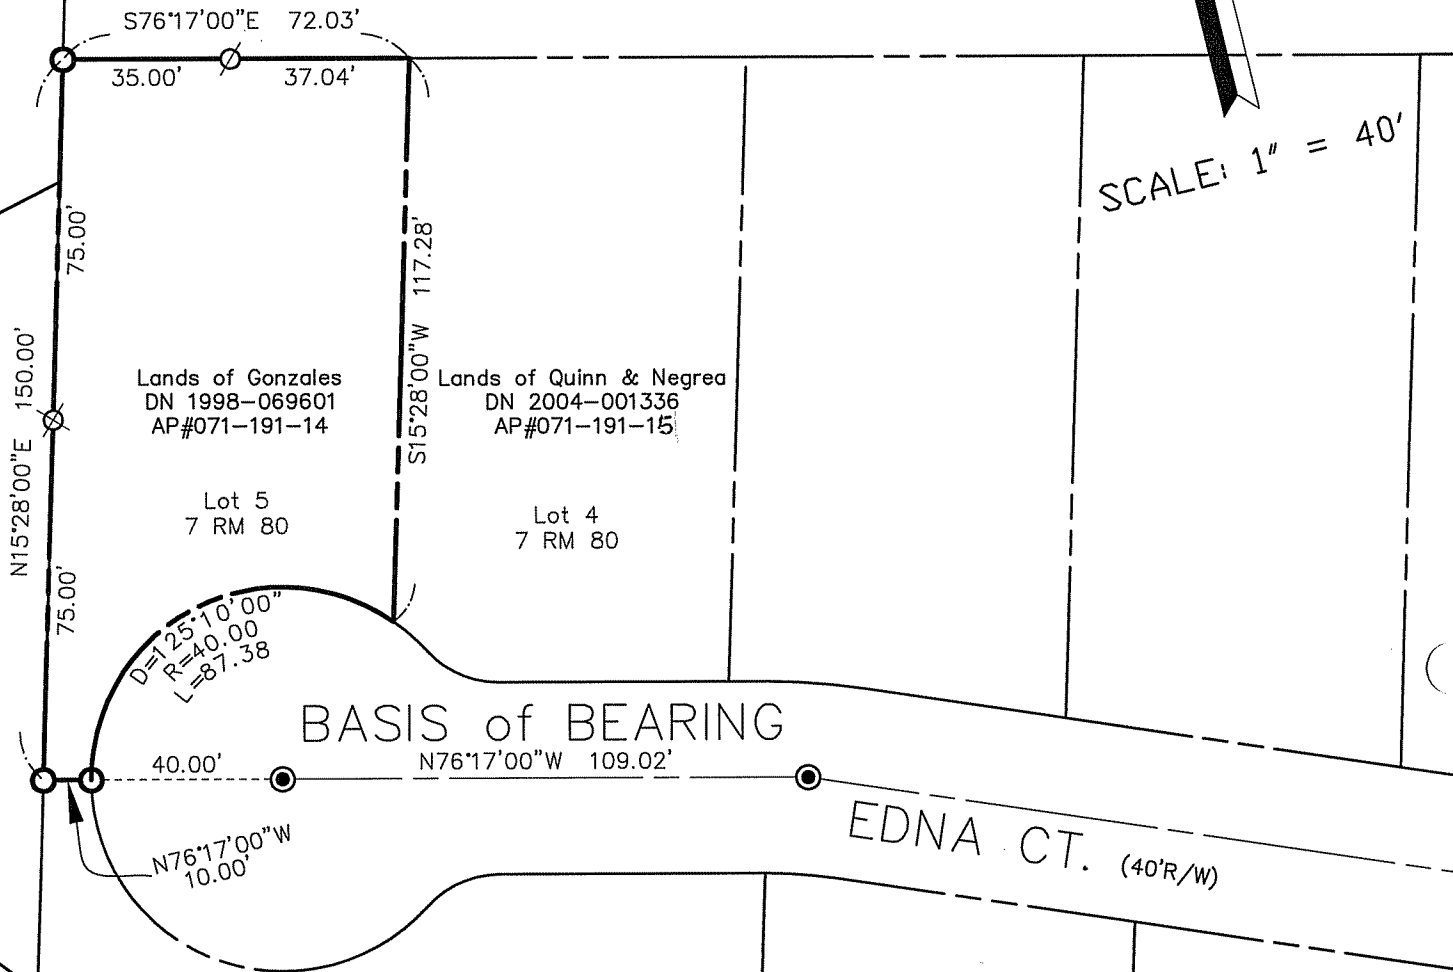 S76°17'00"E 72.03'
35.00'
37.04'
SCALE: 1" = 40'
75.00'
N15°28'00"E 150.00'
75.00'
S15°28'00"W 117.28'
Lands of Gonzales
DN 1998-069601
AP#071-191-14
Lot 5
7 RM 80
Lands of Quinn & Negrea
DN 2004-001336
AP#071-191-15
Lot 4
7 RM 80
D=125°10'00"
R=40.00
L=87.38
BASIS of BEARING
N76°17'00"W 109.02'
40.00'
N76°17'00"W
10.00'
EDNA CT. (40'R/W)